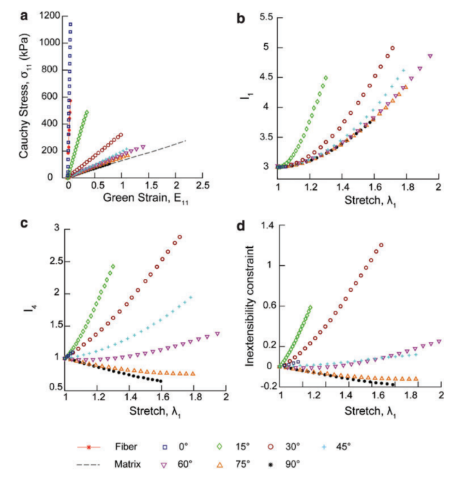 a
1200
1000
800
600
400
200
0
Cauchy Stress, σ11 (kPa)
0 0.5 1 1.5 2 2.5
Green Strain, E11
b
5.5
5
4.5
4
3.5
3
2.5
I1
1 1.2 1.4 1.6 1.8 2
Stretch, λ1
c
3
2.5
2
1.5
1
0.5
I4
1 1.2 1.4 1.6 1.8 2
Stretch, λ1
d
1.4
1
0.6
0.2
0
-0.2
Inextensibility constraint
1 1.2 1.4 1.6 1.8 2
Stretch, λ1
Fiber 0° 15° 30° 45°
Matrix 60° 75° 90°